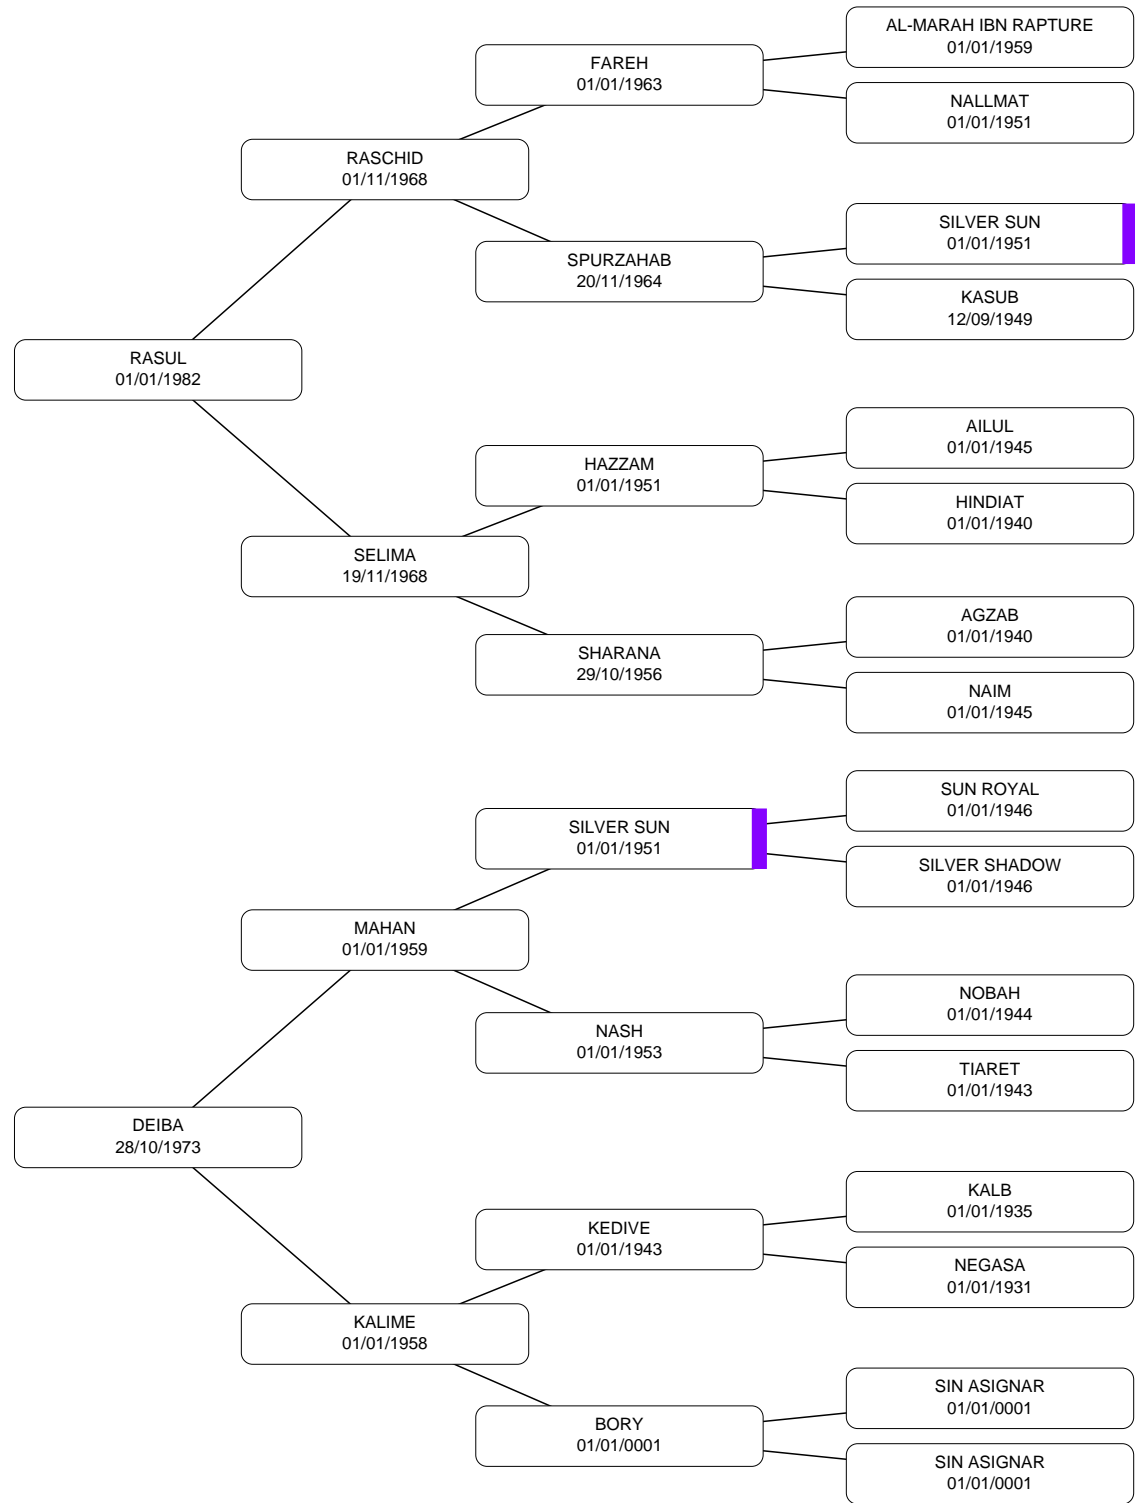 AL-MARAH IBN RAPTURE
01/01/1959
FAREH
01/01/1963
NALLMAT
01/01/1951
RASCHID
01/11/1968
SILVER SUN
01/01/1951
SPURZAHAB
20/11/1964
KASUB
12/09/1949
RASUL
01/01/1982
AILUL
01/01/1945
HAZZAM
01/01/1951
HINDIAT
01/01/1940
SELIMA
19/11/1968
AGZAB
01/01/1940
SHARANA
29/10/1956
NAIM
01/01/1945
SUN ROYAL
01/01/1946
SILVER SUN
01/01/1951
SILVER SHADOW
01/01/1946
MAHAN
01/01/1959
NOBAH
01/01/1944
NASH
01/01/1953
TIARET
01/01/1943
DEIBA
28/10/1973
KALB
01/01/1935
KEDIVE
01/01/1943
NEGASA
01/01/1931
KALIME
01/01/1958
SIN ASIGNAR
01/01/0001
BORY
01/01/0001
SIN ASIGNAR
01/01/0001